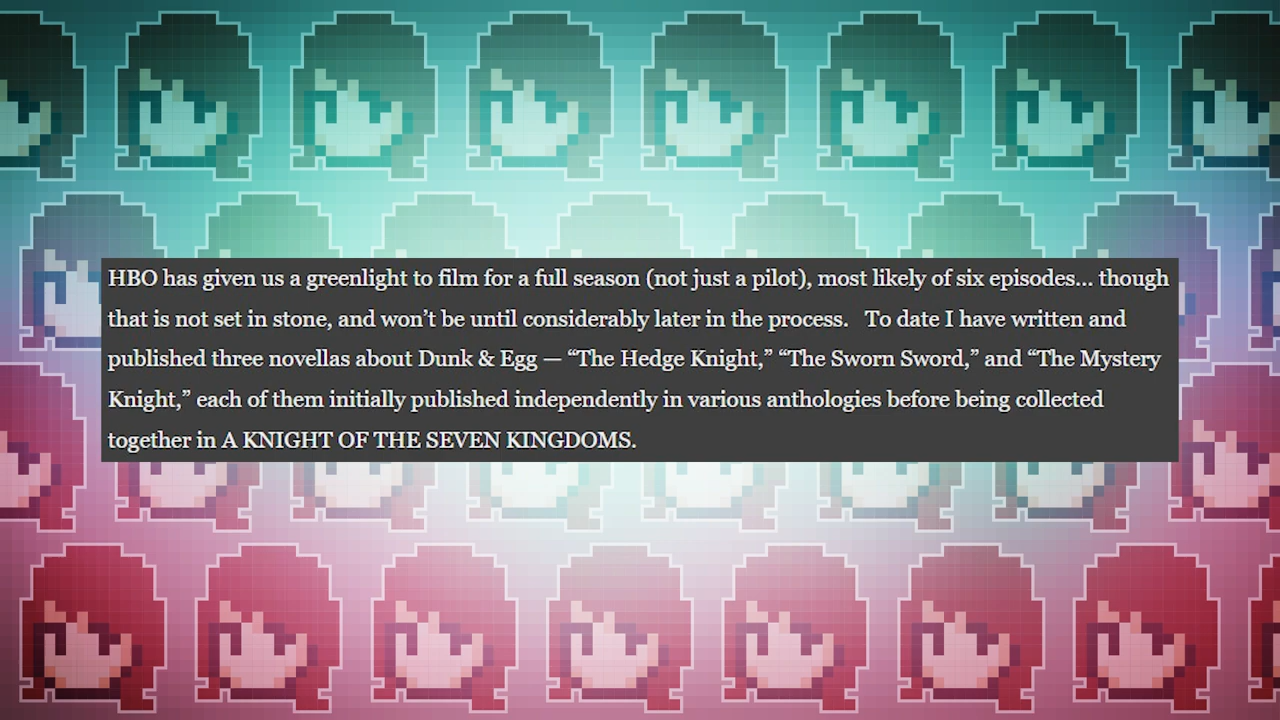 HBO has given us a greenlight to film for a full season (not just a pilot), most likely of six episodes... though
that is not set in stone, and won’t be until considerably later in the process.   To date I have written and
published three novellas about Dunk & Egg — “The Hedge Knight,” “The Sworn Sword,” and “The Mystery
Knight,” each of them initially published independently in various anthologies before being collected
together in A KNIGHT OF THE SEVEN KINGDOMS.